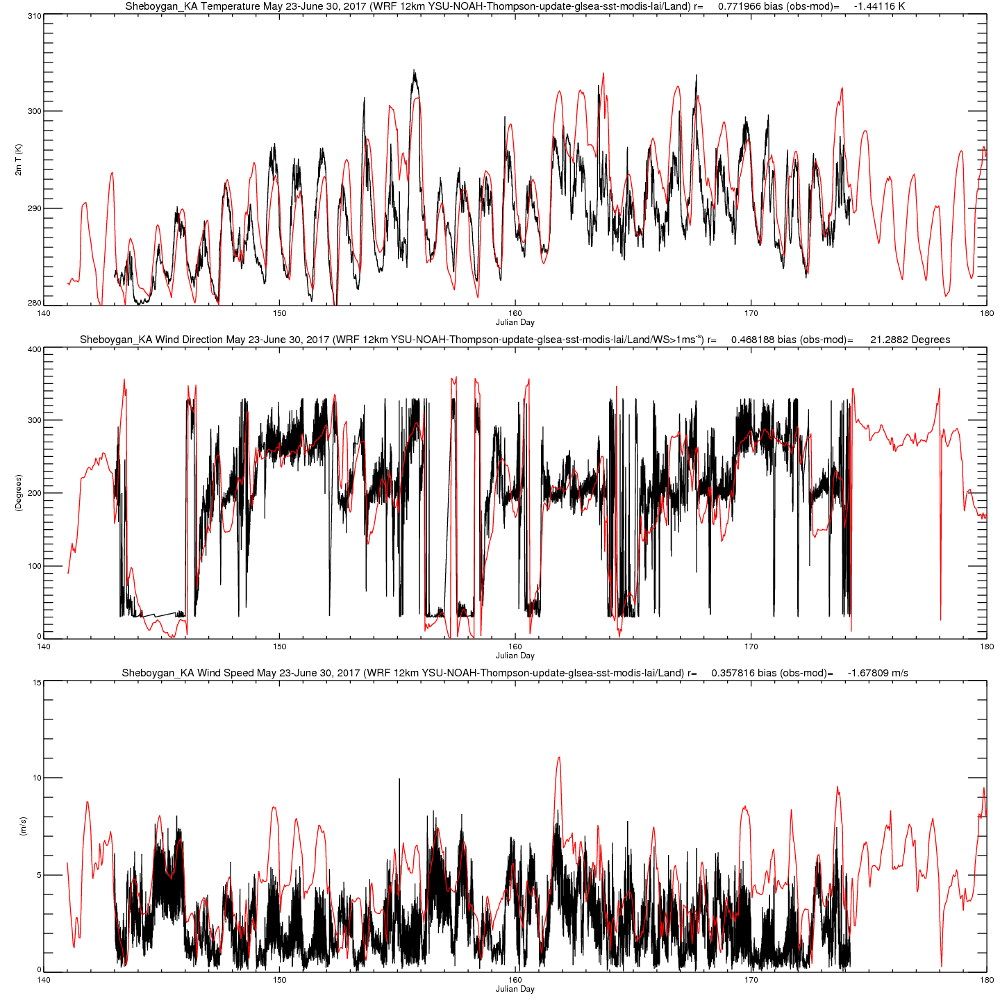 Sheboygan_KA Temperature May 23-June 30, 2017 (WRF 12km YSU-NOAH-Thompson-update-glsea-sst-modis-lai/Land) r= 0.771966 bias (obs-mod)= -1.44116 K
310
300
290
280
2m T (K)
140 150 160 170 180
Julian Day
Sheboygan_KA Wind Direction May 23-June 30, 2017 (WRF 12km YSU-NOAH-Thompson-update-glsea-sst-modis-lai/Land/WS>1ms-s) r= 0.468188 bias (obs-mod)= 21.2882 Degrees
400
300
200
100
0
(Degrees)
140 150 160 170 180
Julian Day
Sheboygan_KA Wind Speed May 23-June 30, 2017 (WRF 12km YSU-NOAH-Thompson-update-glsea-sst-modis-lai/Land) r= 0.357816 bias (obs-mod)= -1.67809 m/s
15
10
5
0
(m/s)
140 150 160 170 180
Julian Day